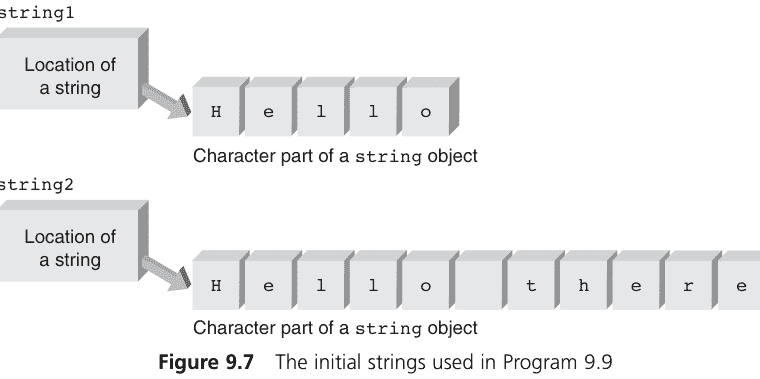 string1
Location of
a string
H e l l o
Character part of a string object
string2
Location of
a string
H e l l o t h e r e
Character part of a string object
Figure 9.7 The initial strings used in Program 9.9